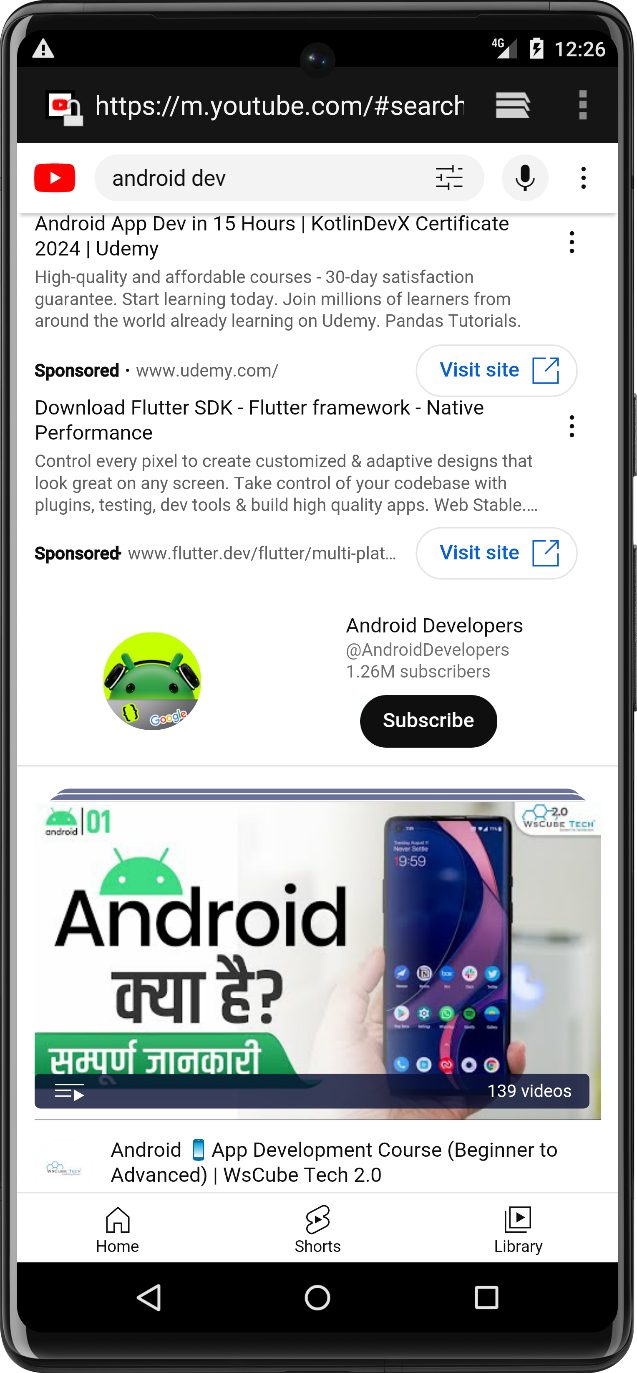 4G 12:26
https://m.youtube.com/#search
android dev
Android App Dev in 15 Hours | KotlinDevX Certificate
2024 | Udemy
High-quality and affordable courses - 30-day satisfaction
guarantee. Start learning today. Join millions of learners from
around the world already learning on Udemy. Pandas Tutorials.
Sponsored · www.udemy.com/
Visit site
Download Flutter SDK - Flutter framework - Native
Performance
Control every pixel to create customized & adaptive designs that
look great on any screen. Take control of your codebase with
plugins, testing, dev tools & build high quality apps. Web Stable....
Sponsored · www.flutter.dev/flutter/multi-plat...
Visit site
{} Google
Android Developers
@AndroidDevelopers
1.26M subscribers
Subscribe
android | 01
2.0
WsCube Tech
19:59
Android
क्या है?
सम्पूर्ण जानकारी
139 videos
Android 📱 App Development Course (Beginner to
Advanced) | WsCube Tech 2.0
Home
Shorts
Library